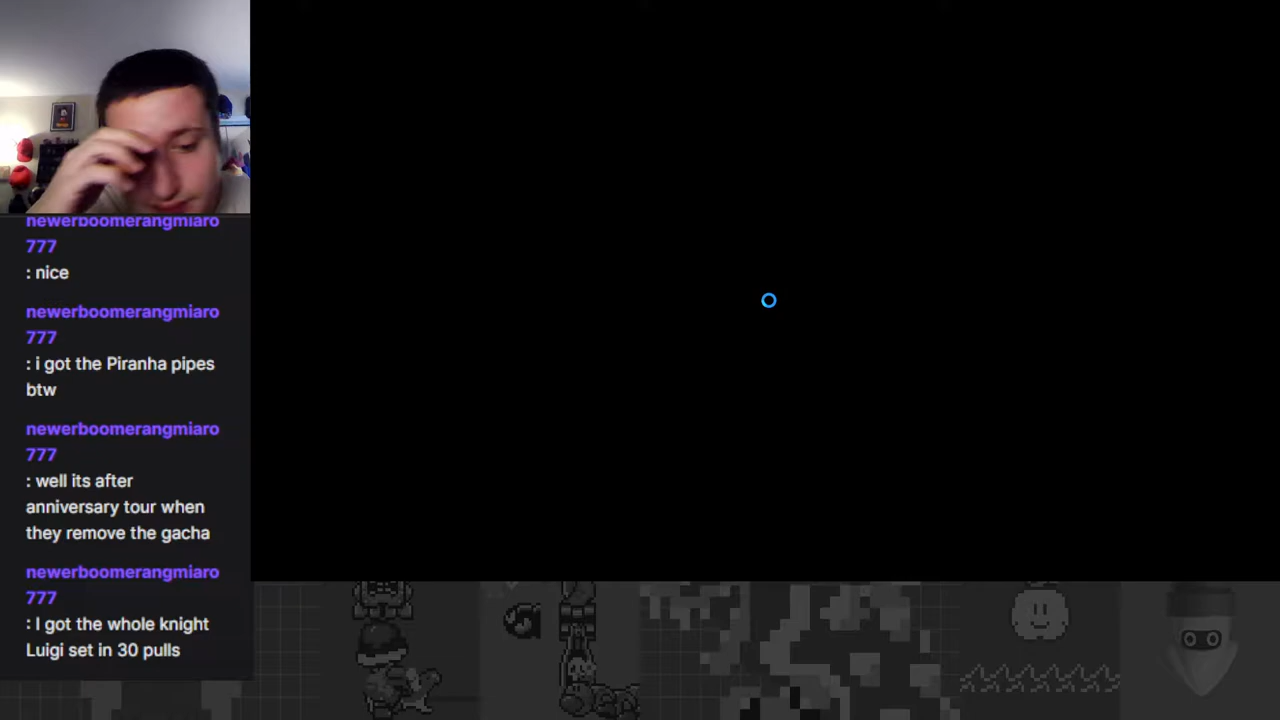 newerboomerangmiaro
777
: nice
newerboomerangmiaro
777
: i got the Piranha pipes
btw
newerboomerangmiaro
777
: well its after
anniversary tour when
they remove the gacha
newerboomerangmiaro
777
: I got the whole knight
Luigi set in 30 pulls